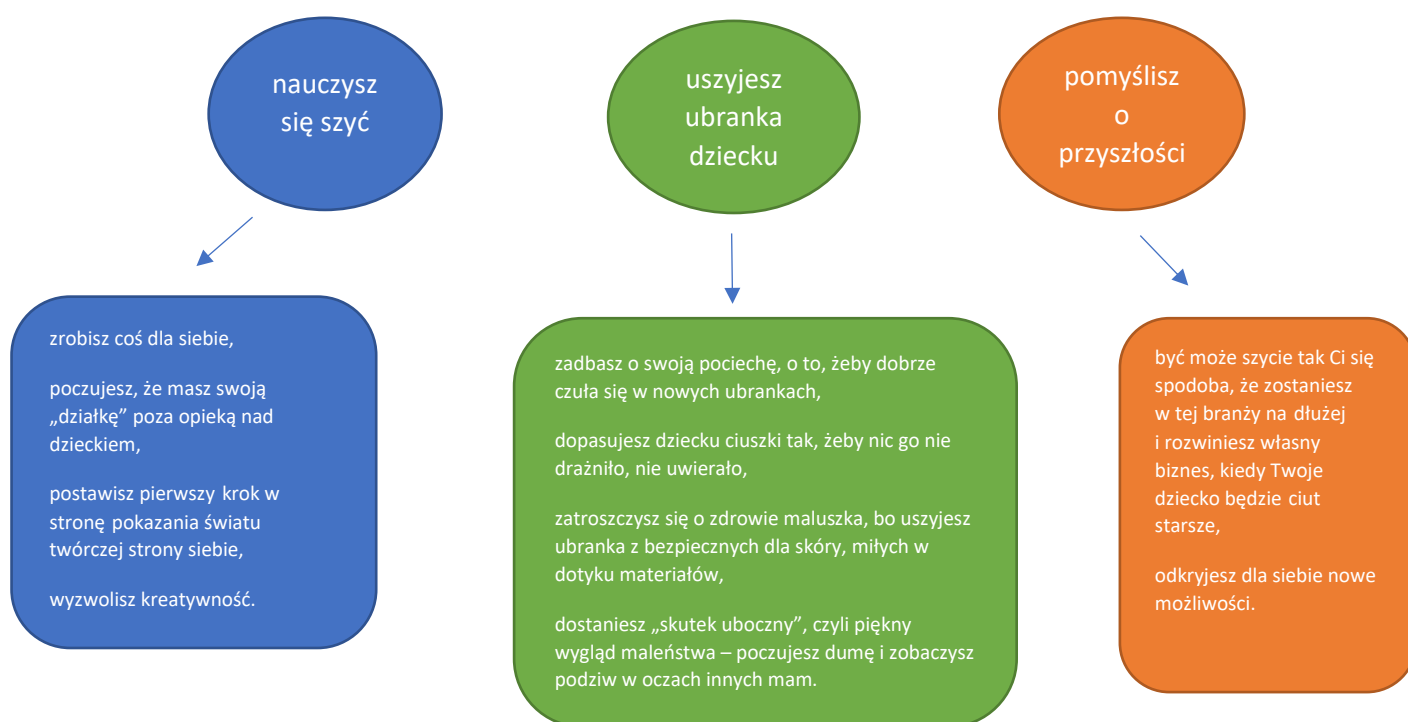 nauczysz
się szyć
uszyjesz
ubranka
dziecku
pomyślisz
o
przyszłości
zrobisz coś dla siebie,
poczujesz, że masz swoją
„działkę” poza opieką nad
dzieckiem,
postawisz pierwszy krok w
stronę pokazania światu
twórczej strony siebie,
wyzwolisz kreatywność.
zadbasz o swoją pociechę, o to, żeby dobrze
czuła się w nowych ubrankach,
dopasujesz dziecku ciuszki tak, żeby nic go nie
drażniło, nie uwierało,
zatroszczysz się o zdrowie maluszka, bo uszyjesz
ubranka z bezpiecznych dla skóry, miłych w
dotyku materiałów,
dostaniesz „skutek uboczny”, czyli piękny
wygląd maleństwa – poczujesz dumę i zobaczysz
podziw w oczach innych mam.
być może szycie tak Ci się
spodoba, że zostaniesz
w tej branży na dłużej
i rozwiniesz własny
biznes, kiedy Twoje
dziecko będzie ciut
starsze,
odkryjesz dla siebie nowe
możliwości.